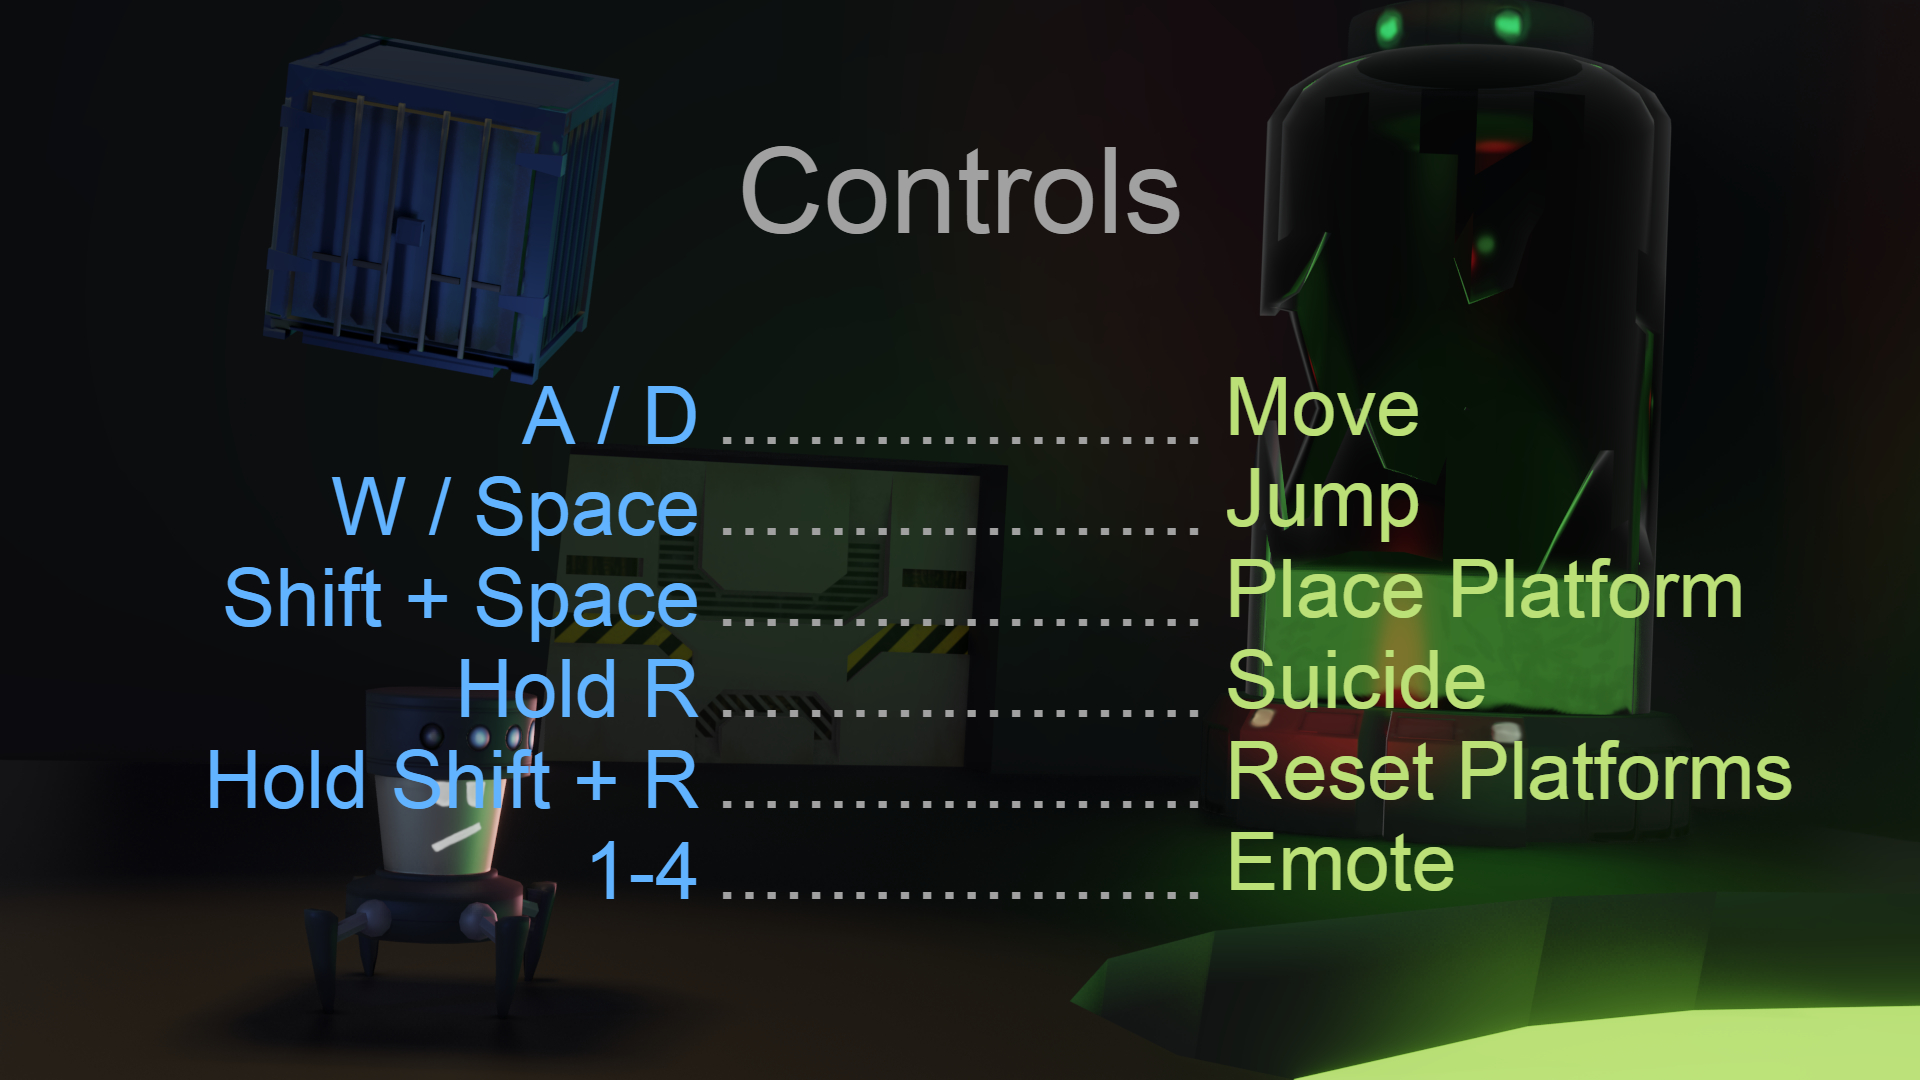 Controls
A / D ...................... Move
W / Space ...................... Jump
Shift + Space ...................... Place Platform
Hold R ...................... Suicide
Hold Shift + R ...................... Reset Platforms
1-4 ...................... Emote